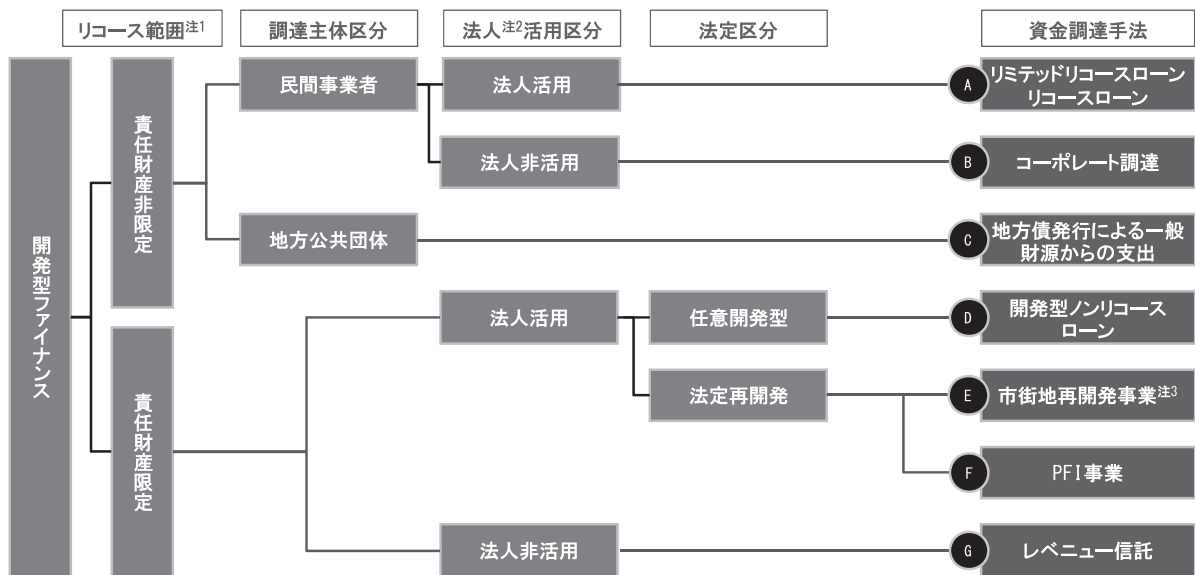 リコース範囲注1
調達主体区分
法人注2活用区分
法定区分
資金調達手法
開発型ファイナンス
責任財産非限定
民間事業者
法人活用
A
リミテッドリコースローン
リコースローン
法人非活用
B
コーポレート調達
地方公共団体
C
地方債発行による一般
財源からの支出
責任財産限定
法人活用
任意開発型
D
開発型ノンリコース
ローン
法定再開発
E
市街地再開発事業注3
F
PFI事業
法人非活用
G
レベニュー信託